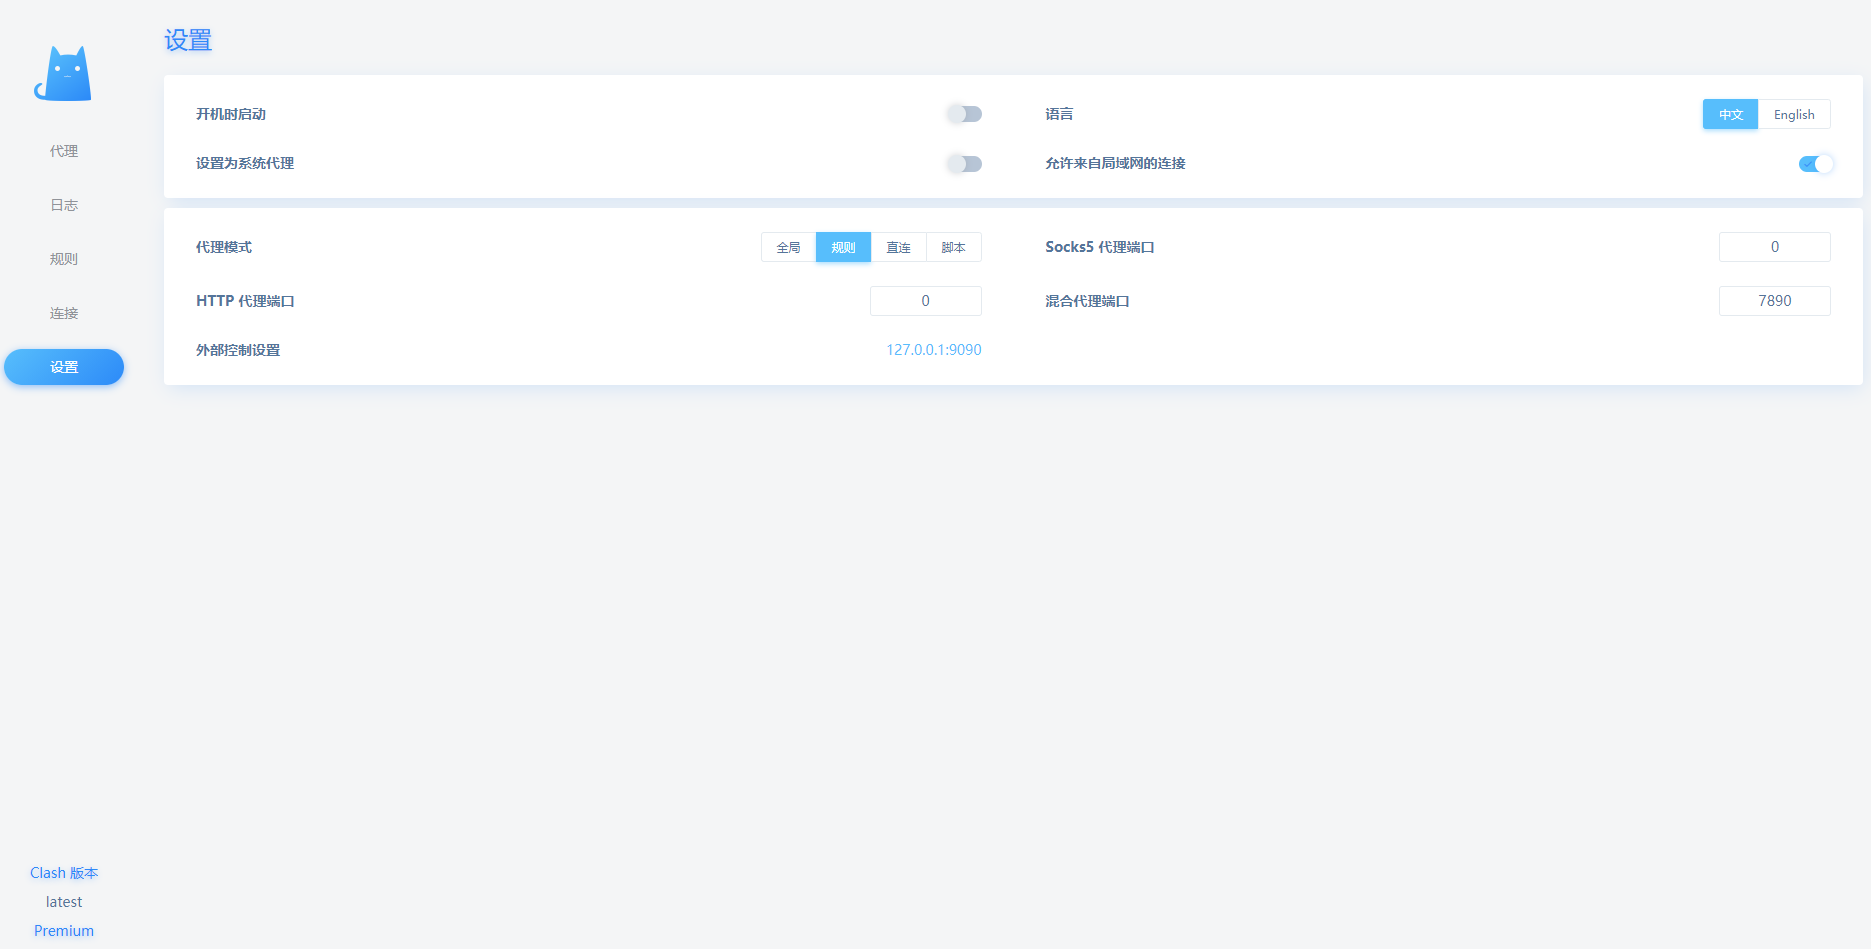 设置
代理
日志
规则
连接
设置
开机时启动
语言
中文 English
设置为系统代理
允许来自局域网的连接
代理模式
全局 规则 直连 脚本
Socks5 代理端口
0
HTTP 代理端口
0
混合代理端口
7890
外部控制设置
127.0.0.1:9090
Clash 版本
latest
Premium